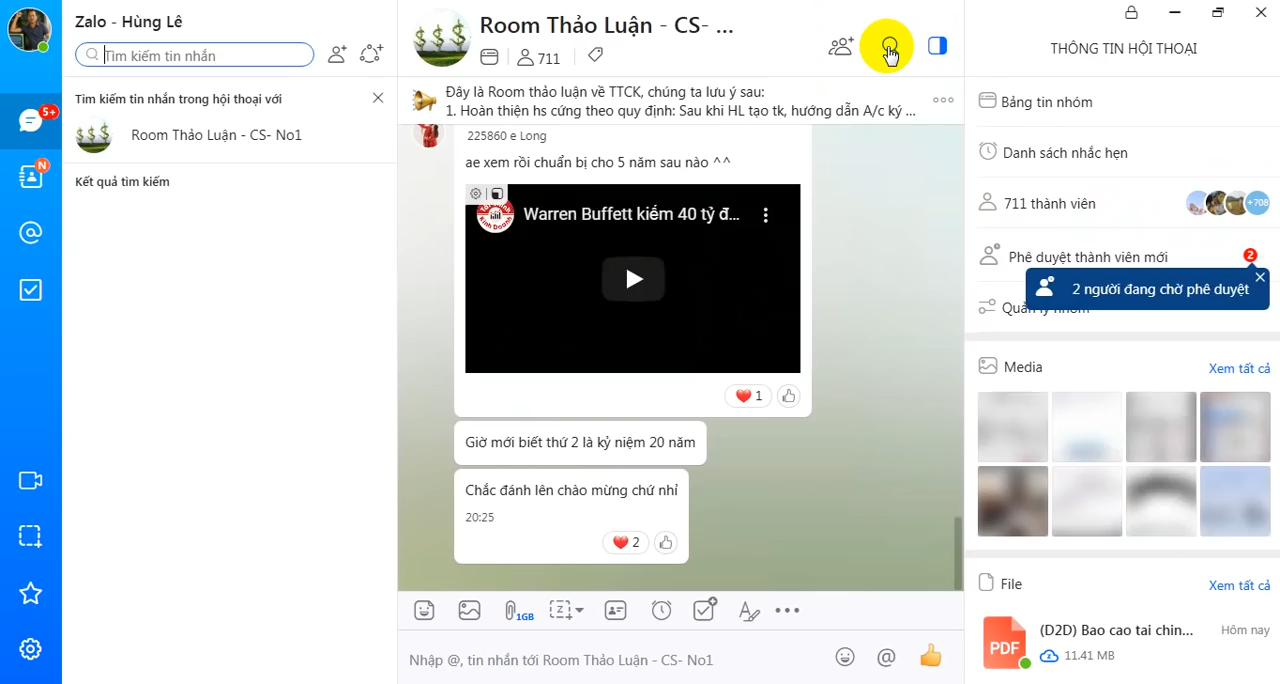 Zalo - Hùng Lê
Tìm kiếm tin nhắn
5+
N
Tìm kiếm tin nhắn trong hội thoại với
Room Thảo Luận - CS- No1
Kết quả tìm kiếm
Room Thảo Luận - CS- ...
711
Đây là Room thảo luận về TTCK, chúng ta lưu ý sau:
1. Hoàn thiện hs cứng theo quy định: Sau khi HL tạo tk, hướng dẫn A/c ký ...
225860 e Long
ae xem rồi chuẩn bị cho 5 năm sau nào ^^
Warren Buffett kiếm 40 tỷ đ...
1
Giờ mới biết thứ 2 là kỷ niệm 20 năm
Chắc đánh lên chào mừng chứ nhỉ
20:25
2
1GB
Nhập @, tin nhắn tới Room Thảo Luận - CS- No1
THÔNG TIN HỘI THOẠI
Bảng tin nhóm
Danh sách nhắc hẹn
711 thành viên
+708
Phê duyệt thành viên mới
2
2 người đang chờ phê duyệt
Quản lý nhóm
Media
Xem tất cả
File
Xem tất cả
PDF
(D2D) Bao cao tai chin...
Hôm nay
11.41 MB